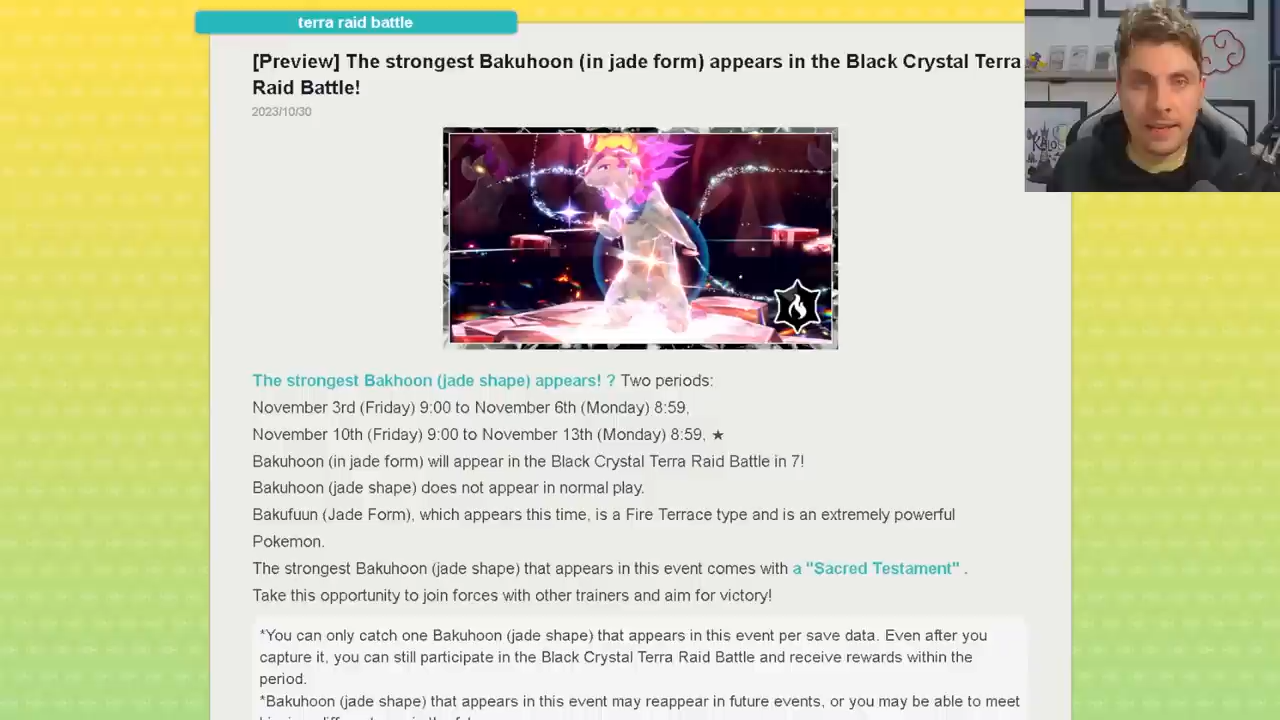 terra raid battle
[Preview] The strongest Bakuhoon (in jade form) appears in the Black Crystal Terra
Raid Battle!
2023/10/30
The strongest Bakhoon (jade shape) appears! ? Two periods:
November 3rd (Friday) 9:00 to November 6th (Monday) 8:59,
November 10th (Friday) 9:00 to November 13th (Monday) 8:59, ★
Bakuhoon (in jade form) will appear in the Black Crystal Terra Raid Battle in 7!
Bakuhoon (jade shape) does not appear in normal play.
Bakufuun (Jade Form), which appears this time, is a Fire Terrace type and is an extremely powerful
Pokemon.
The strongest Bakuhoon (jade shape) that appears in this event comes with a "Sacred Testament" .
Take this opportunity to join forces with other trainers and aim for victory!
*You can only catch one Bakuhoon (jade shape) that appears in this event per save data. Even after you
capture it, you can still participate in the Black Crystal Terra Raid Battle and receive rewards within the
period.
*Bakuhoon (jade shape) that appears in this event may reappear in future events, or you may be able to meet